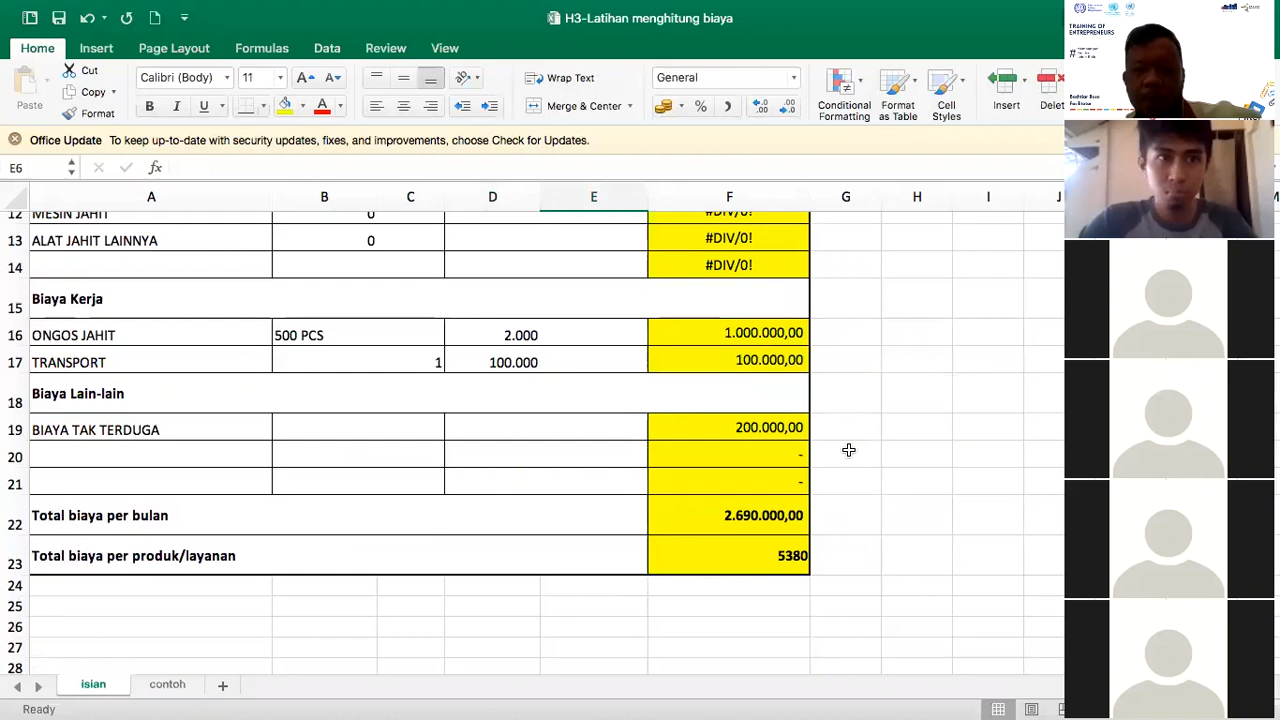 H3-Latihan menghitung biaya
Home Insert Page Layout Formulas Data Review View
Paste
Cut
Copy
Format
Calibri (Body) 11
Wrap Text
Merge & Center
General
Conditional Formatting
Format as Table
Cell Styles
Insert
Office Update To keep up-to-date with security updates, fixes, and improvements, choose Check for Updates.
E6 fx
A B C D E F G H I J
12 MESIN JAHIT 0 #DIV/0!
13 ALAT JAHIT LAINNYA 0 #DIV/0!
14 #DIV/0!
15 Biaya Kerja
16 ONGOS JAHIT 500 PCS 2.000 1.000.000,00
17 TRANSPORT 1 100.000 100.000,00
18 Biaya Lain-lain
19 BIAYA TAK TERDUGA 200.000,00
20 -
21 -
22 Total biaya per bulan 2.690.000,00
23 Total biaya per produk/layanan 5380
24
25
26
27
28
isian contoh
Ready
TRAINING OF
ENTREPRENEURS